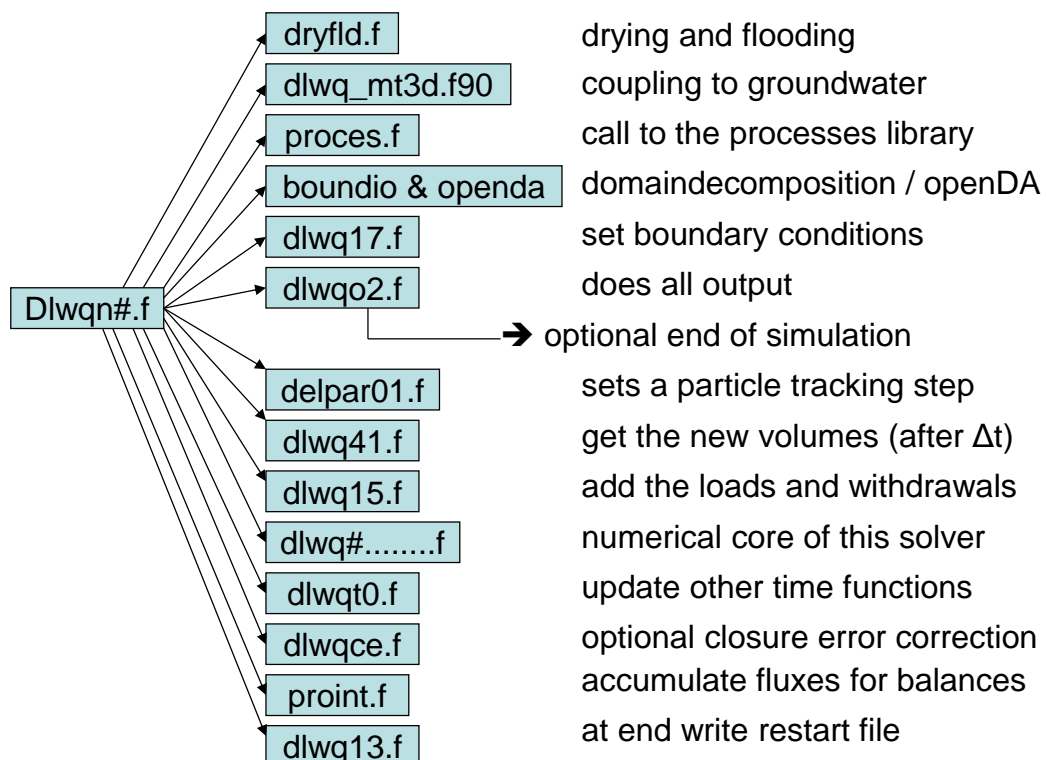 dryfld.f drying and flooding
dlwq_mt3d.f90 coupling to groundwater
proces.f call to the processes library
boundio & openda domaindecomposition / openDA
dlwq17.f set boundary conditions
dlwqo2.f does all output
Dlwqn#.f
➔ optional end of simulation
delpar01.f sets a particle tracking step
dlwq41.f get the new volumes (after Δt)
dlwq15.f add the loads and withdrawals
dlwq#........f numerical core of this solver
dlwqt0.f update other time functions
dlwqce.f optional closure error correction
proint.f accumulate fluxes for balances
dlwq13.f at end write restart file